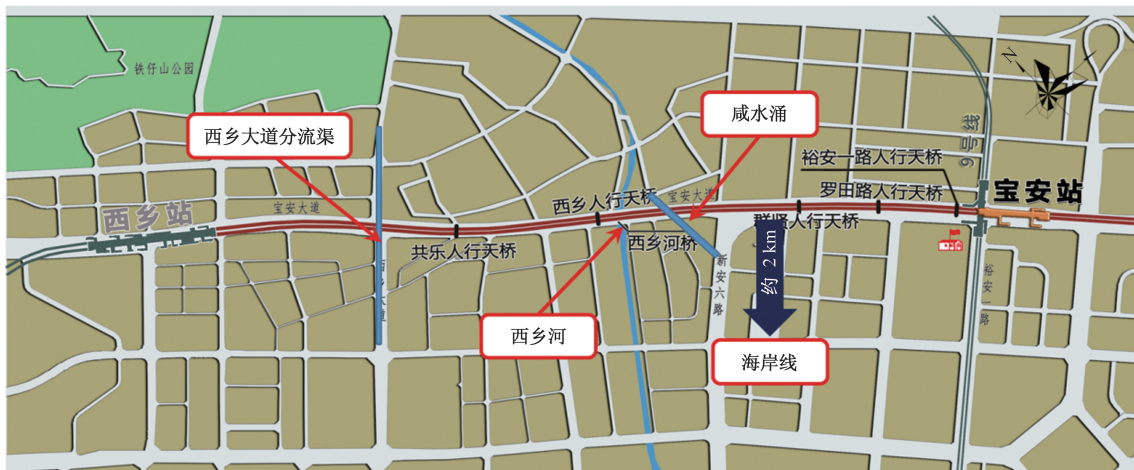 铁仔山公园
N
西乡大道分流渠
咸水涌
9号线
裕安一路人行天桥
宝安站
西乡人行天桥
宝安大道
罗田路人行天桥
西乡站
宝安大道
群贤人行天桥
共乐人行天桥
西乡河桥
约 2 km
新安六路
西乡大道
裕安一路
西乡河
海岸线